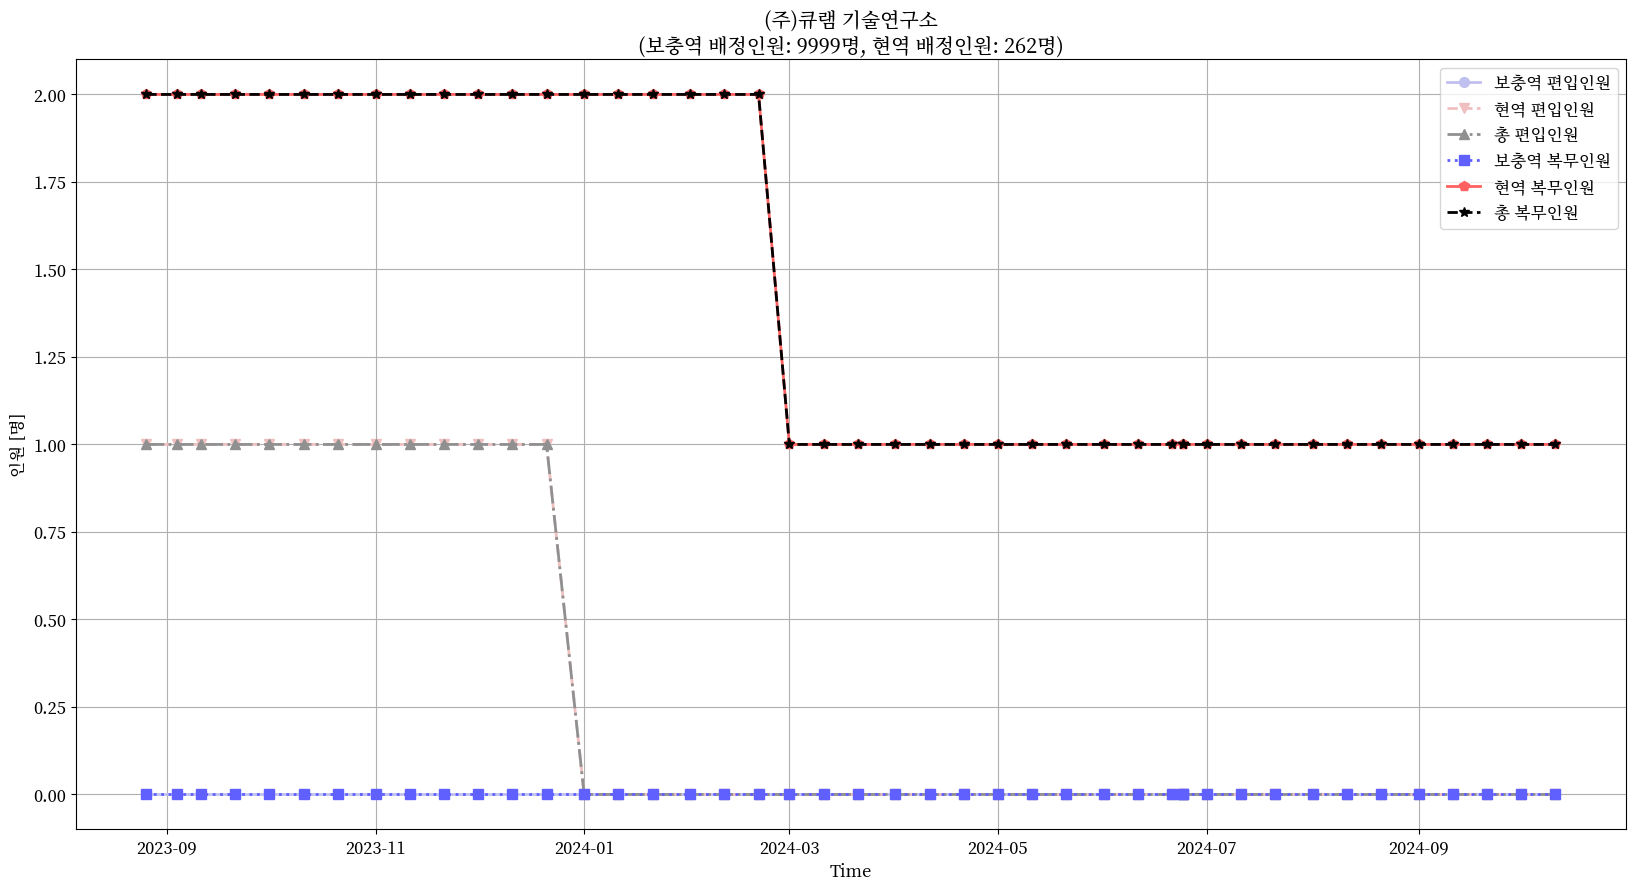 (주)큐램 기술연구소
(보충역 배정인원: 9999명, 현역 배정인원: 262명)
보충역 편입인원
현역 편입인원
총 편입인원
보충역 복무인원
현역 복무인원
총 복무인원
인원 [명]
2.00
1.75
1.50
1.25
1.00
0.75
0.50
0.25
0.00
2023-09
2023-11
2024-01
2024-03
2024-05
2024-07
2024-09
Time